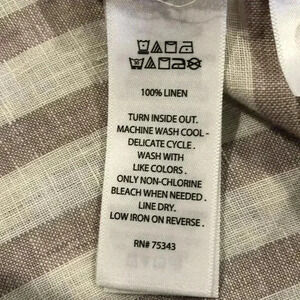 100% LINEN
TURN INSIDE OUT.
MACHINE WASH COOL -
DELICATE CYCLE .
WASH WITH
LIKE COLORS .
ONLY NON-CHLORINE
BLEACH WHEN NEEDED .
LINE DRY.
LOW IRON ON REVERSE .
RN# 75343